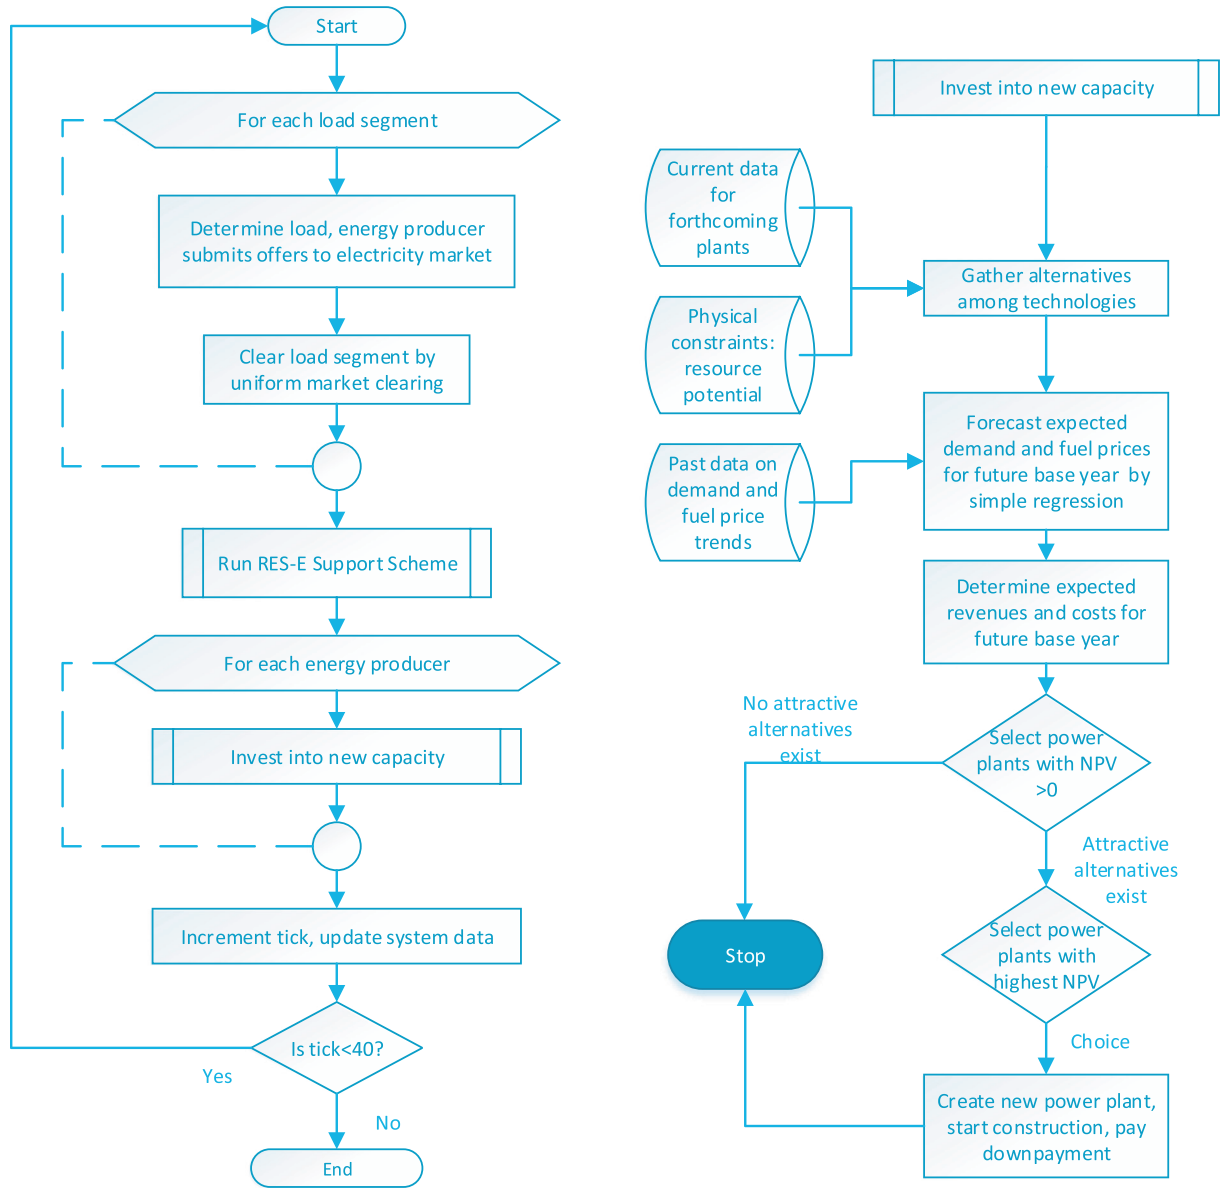 Start
For each load segment
Determine load, energy producer
submits offers to electricity market
Clear load segment by
uniform market clearing
Run RES-E Support Scheme
For each energy producer
Invest into new capacity
Increment tick, update system data
Is tick<40?
Yes
No
End
Invest into new capacity
Current data
for
forthcoming
plants
Physical
constraints:
resource
potential
Past data on
demand and
fuel price
trends
Gather alternatives
among technologies
Forecast expected
demand and fuel prices
for future base year by
simple regression
Determine expected
revenues and costs for
future base year
No attractive
alternatives
exist
Select power
plants with NPV
>0
Attractive
alternatives
exist
Select power
plants with
highest NPV
Stop
Choice
Create new power plant,
start construction, pay
downpayment